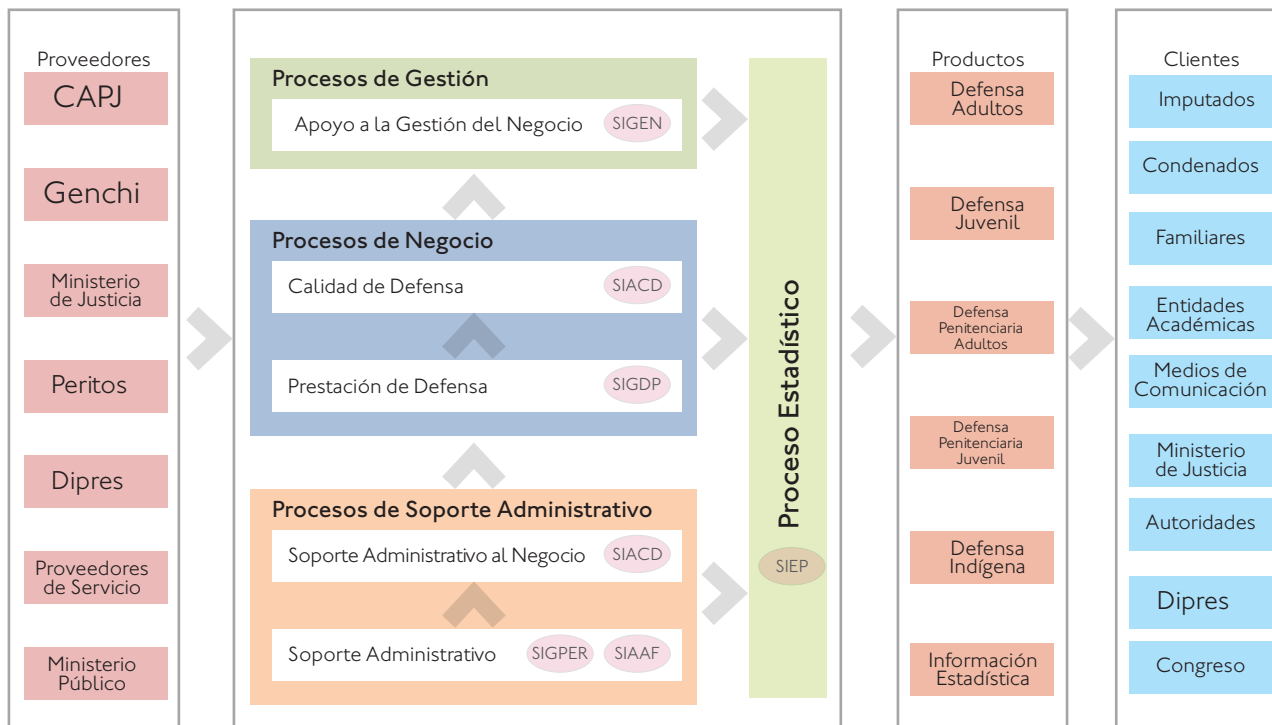 Proveedores
CAPJ
Genchi
Ministerio
de Justicia
Peritos
Dipres
Proveedores
de Servicio
Ministerio
Público
Procesos de Gestión
Apoyo a la Gestión del Negocio
SIGEN
Procesos de Negocio
Calidad de Defensa
SIACD
Prestación de Defensa
SIGDP
Procesos de Soporte Administrativo
Soporte Administrativo al Negocio
SIACD
Soporte Administrativo
SIGPER
SIAAF
Proceso Estadístico
SIEP
Productos
Defensa
Adultos
Defensa
Juvenil
Defensa
Penitenciaria
Adultos
Defensa
Penitenciaria
Juvenil
Defensa
Indígena
Información
Estadística
Clientes
Imputados
Condenados
Familiares
Entidades
Académicas
Medios de
Comunicación
Ministerio
de Justicia
Autoridades
Dipres
Congreso